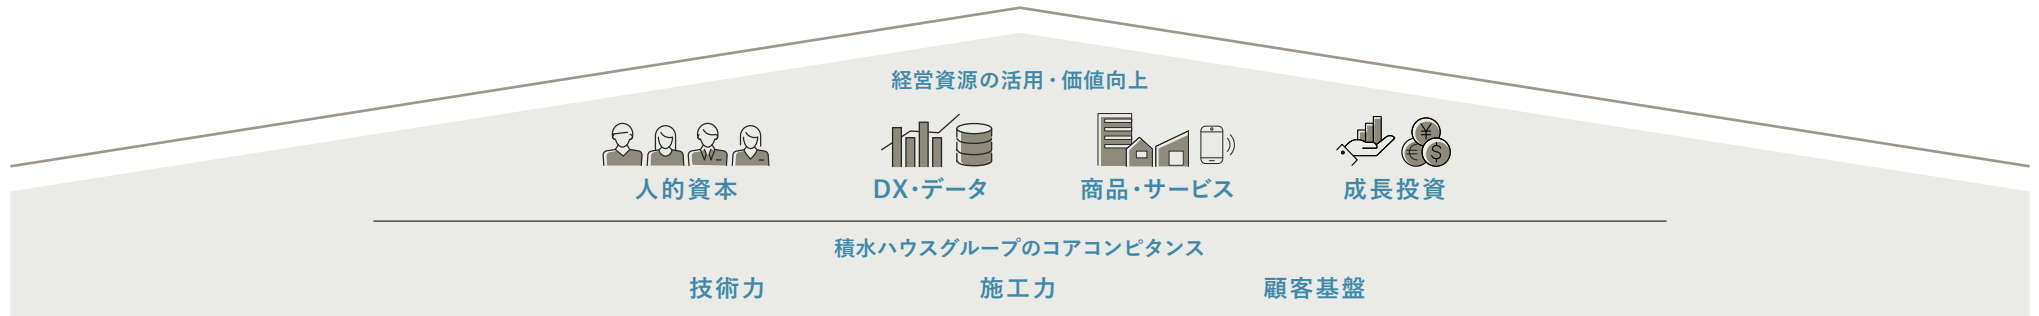 経営資源の活用・価値向上
人的資本 DX・データ 商品・サービス 成長投資
積水ハウスグループのコアコンピタンス
技術力 施工力 顧客基盤